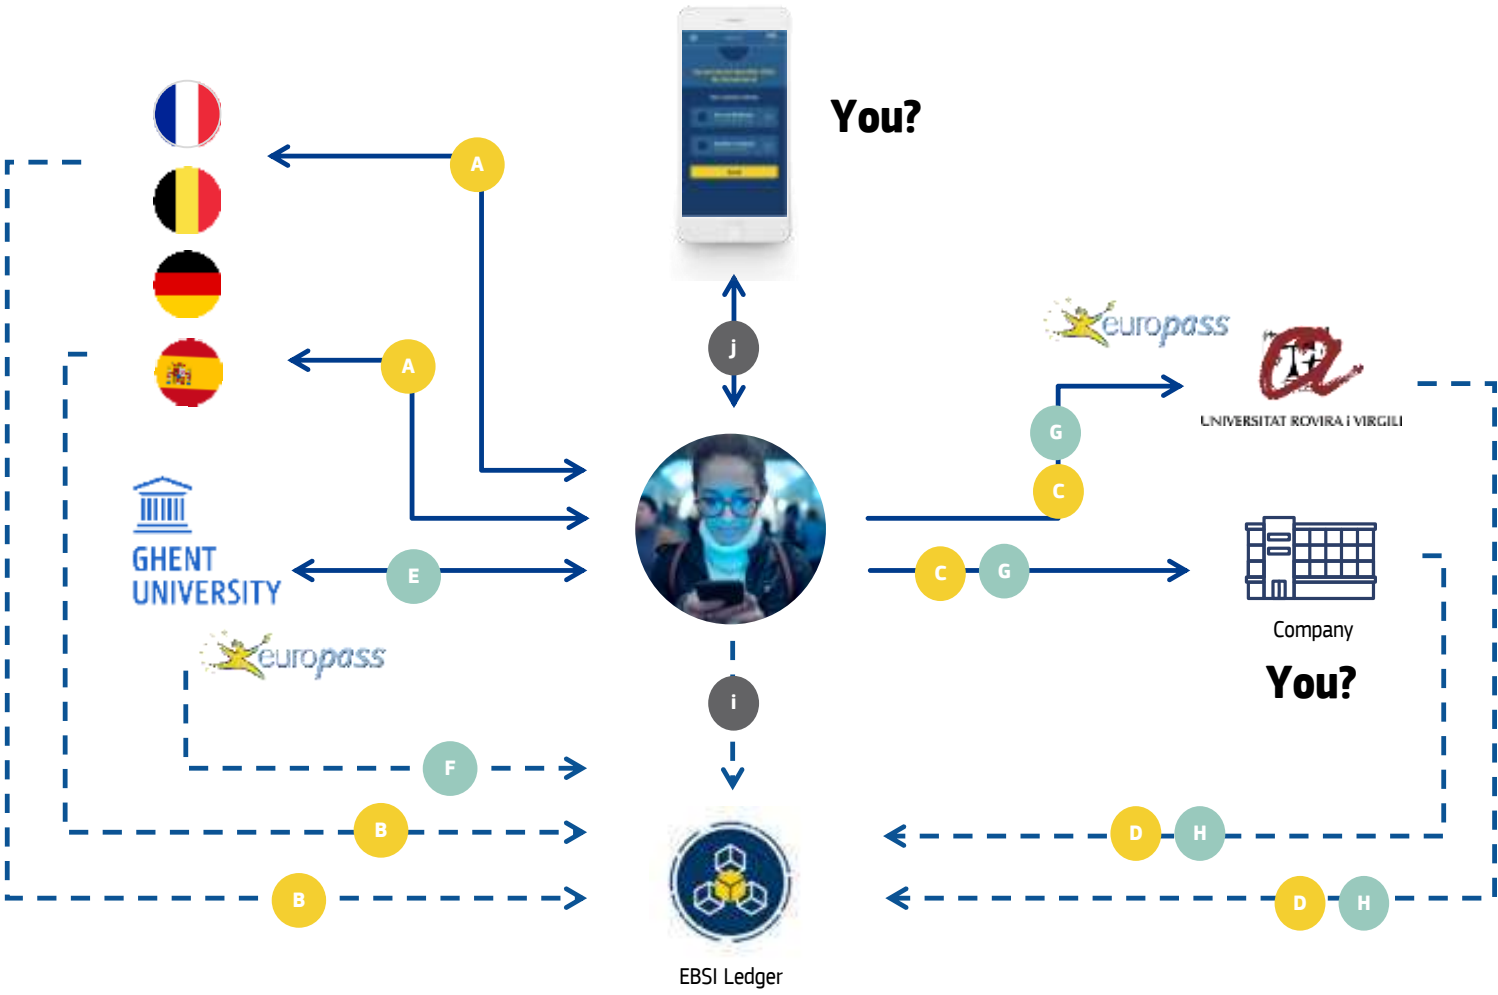 You?
A
A
j
europass
UNIVERSITAT ROVIRA i VIRGILI
G
C
GHENT
UNIVERSITY
E
C
G
Company
europass
You?
i
F
B
D
H
B
D
H
EBSI Ledger